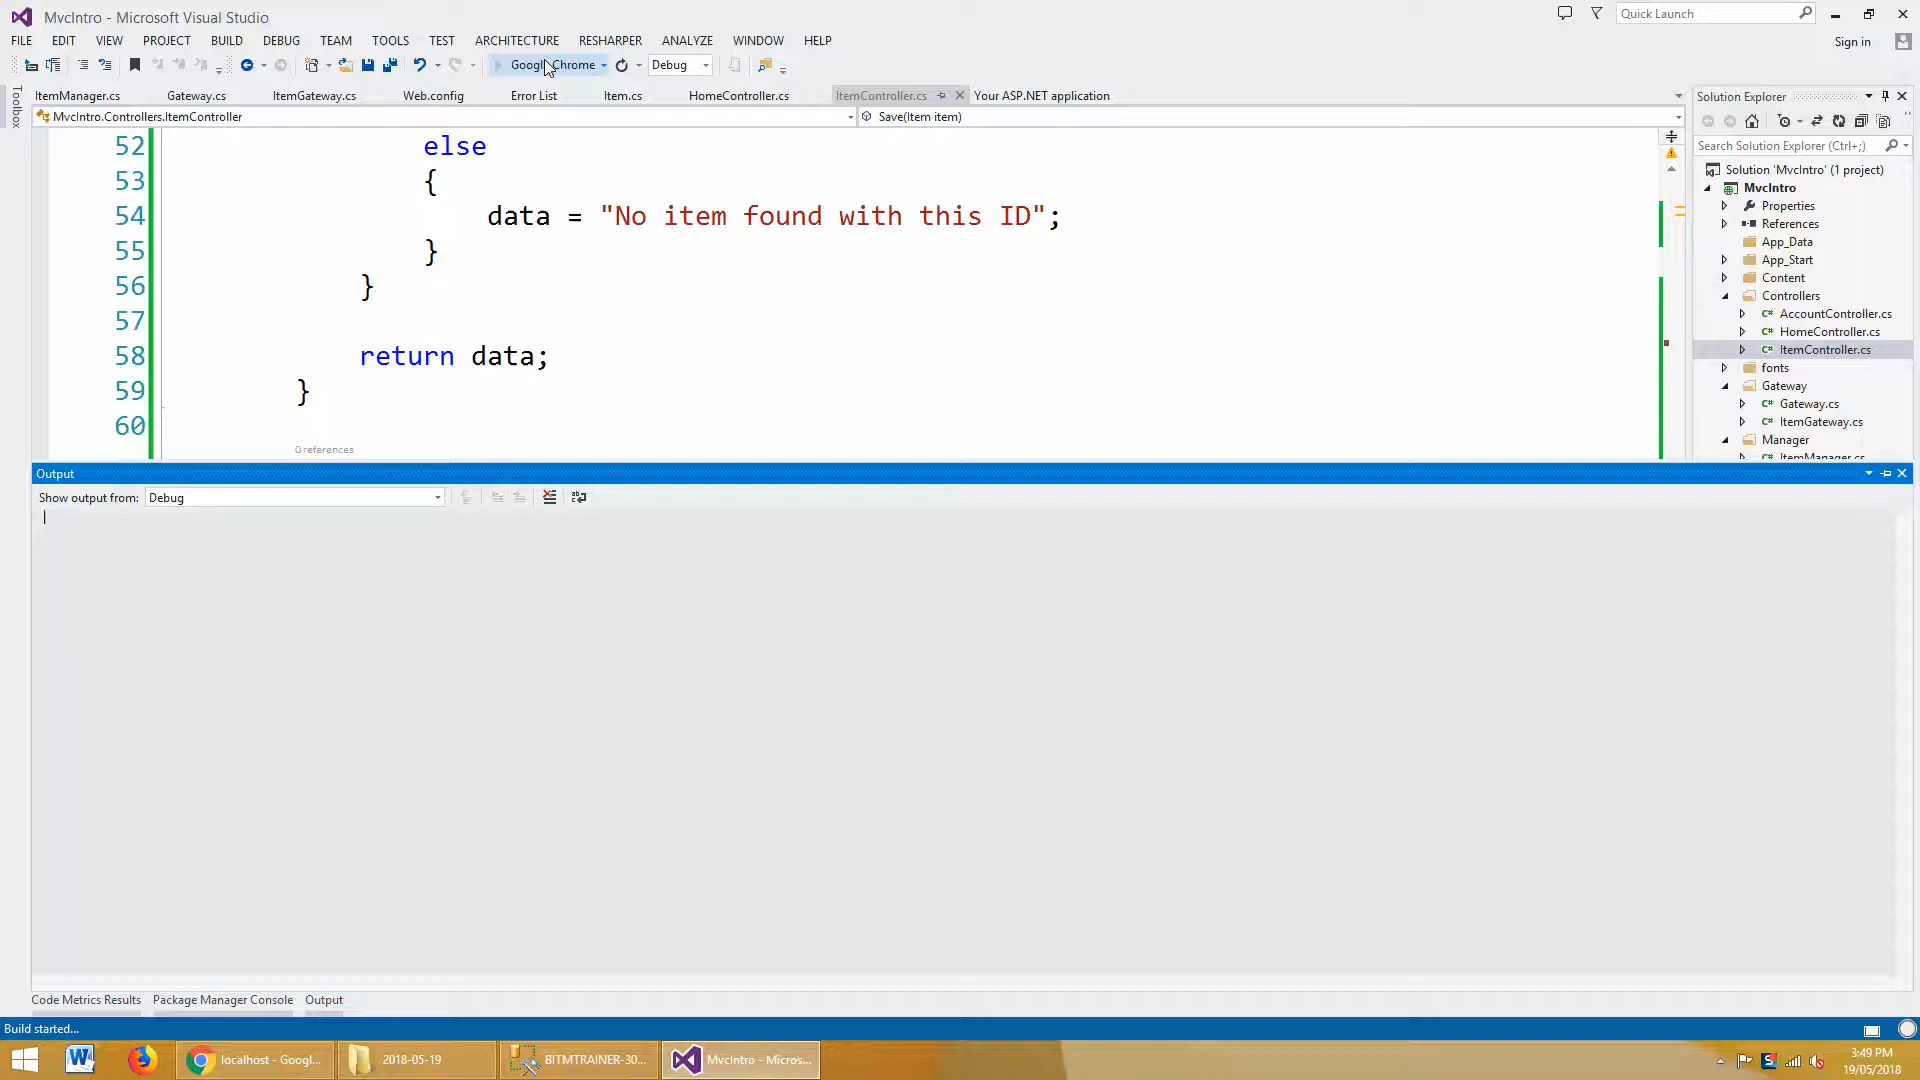 MvcIntro - Microsoft Visual Studio
Quick Launch
FILE EDIT VIEW PROJECT BUILD DEBUG TEAM TOOLS TEST ARCHITECTURE RESHARPER ANALYZE WINDOW HELP
Sign in
Google Chrome Debug
Toolbox
ItemManager.cs Gateway.cs ItemGateway.cs Web.config Error List Item.cs HomeController.cs ItemController.cs Your ASP.NET application
MvcIntro.Controllers.ItemController Save(Item item)
52 else
53 {
54 data = "No item found with this ID";
55 }
56 }
57
58 return data;
59 }
60
0 references
Solution Explorer
Search Solution Explorer (Ctrl+;)
Solution 'MvcIntro' (1 project)
MvcIntro
Properties
References
App_Data
App_Start
Content
Controllers
AccountController.cs
HomeController.cs
ItemController.cs
fonts
Gateway
Gateway.cs
ItemGateway.cs
Manager
ItemManager.cs
Output
Show output from: Debug
Code Metrics Results Package Manager Console Output
Build started...
localhost - Googl... 2018-05-19 BITMTRAINER-30... MvcIntro - Micros...
3:49 PM
19/05/2018